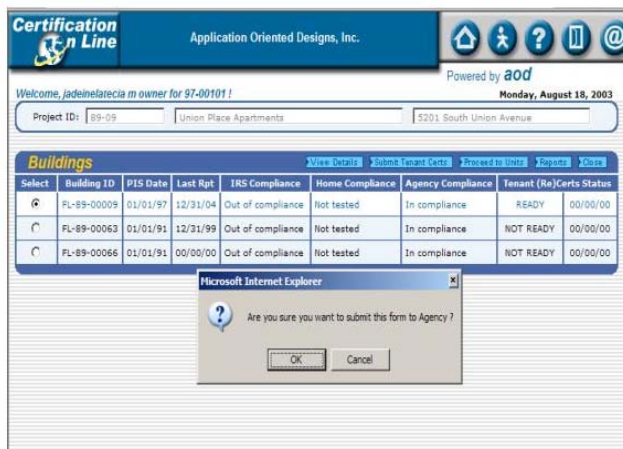 Certification
On Line
Application Oriented Designs, Inc.
Powered by aod
Welcome, jadeinelatecia m owner for 97-00101 !
Monday, August 18, 2003
Project ID: 89-09 Union Place Apartments 5201 South Union Avenue
Buildings View Details Submit Tenant Certs Proceed to Units Reports Close
Select Building ID PIS Date Last Rpt IRS Compliance Home Compliance Agency Compliance Tenant (Re)Certs Status
FL-89-00009 01/01/97 12/31/04 Out of compliance Not tested In compliance READY 00/00/00
FL-89-00063 01/01/91 12/31/99 Out of compliance Not tested In compliance NOT READY 00/00/00
FL-89-00066 01/01/91 00/00/00 Out of compliance Not tested In compliance NOT READY 00/00/00
Microsoft Internet Explorer
Are you sure you want to submit this form to Agency ?
OK Cancel